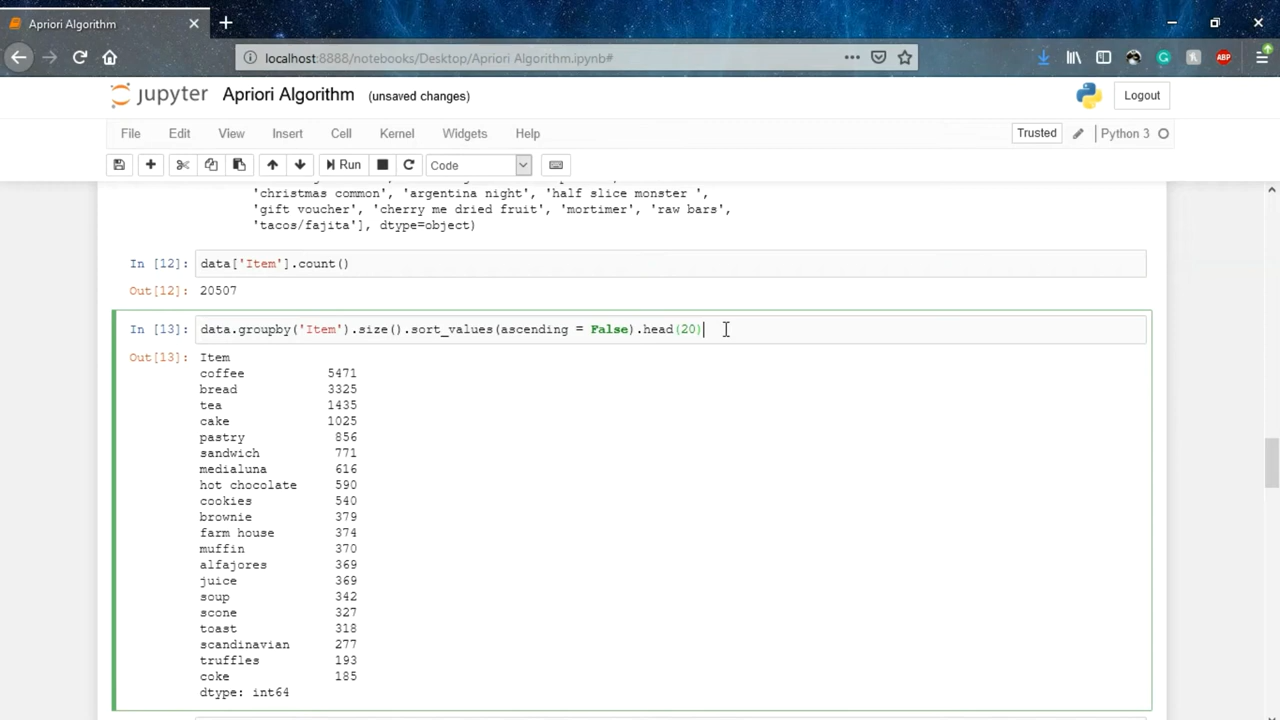 Apriori Algorithm
localhost:8888/notebooks/Desktop/Apriori Algorithm.ipynb#
ABP
jupyter Apriori Algorithm (unsaved changes)
Logout
File Edit View Insert Cell Kernel Widgets Help
Trusted Python 3
Run Code
'christmas common', 'argentina night', 'half slice monster ',
'gift voucher', 'cherry me dried fruit', 'mortimer', 'raw bars',
'tacos/fajita'], dtype=object)
In [12]: data['Item'].count()
Out[12]: 20507
In [13]: data.groupby('Item').size().sort_values(ascending = False).head(20)
Out[13]: Item
coffee 5471
bread 3325
tea 1435
cake 1025
pastry 856
sandwich 771
medialuna 616
hot chocolate 590
cookies 540
brownie 379
farm house 374
muffin 370
alfajores 369
juice 369
soup 342
scone 327
toast 318
scandinavian 277
truffles 193
coke 185
dtype: int64